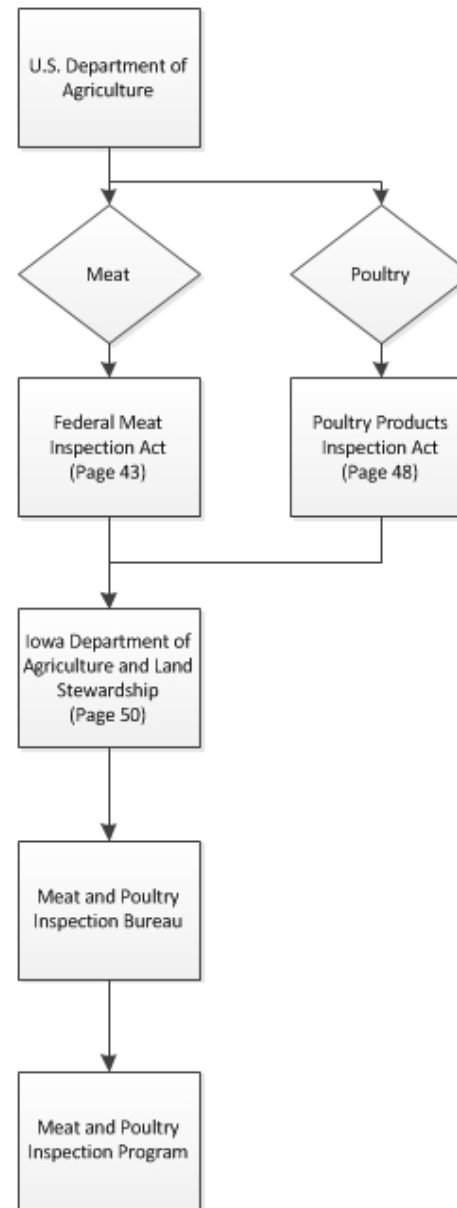 U.S. Department of
Agriculture
Meat
Poultry
Federal Meat
Inspection Act
(Page 43)
Poultry Products
Inspection Act
(Page 48)
Iowa Department of
Agriculture and Land
Stewardship
(Page 50)
Meat and Poultry
Inspection Bureau
Meat and Poultry
Inspection Program